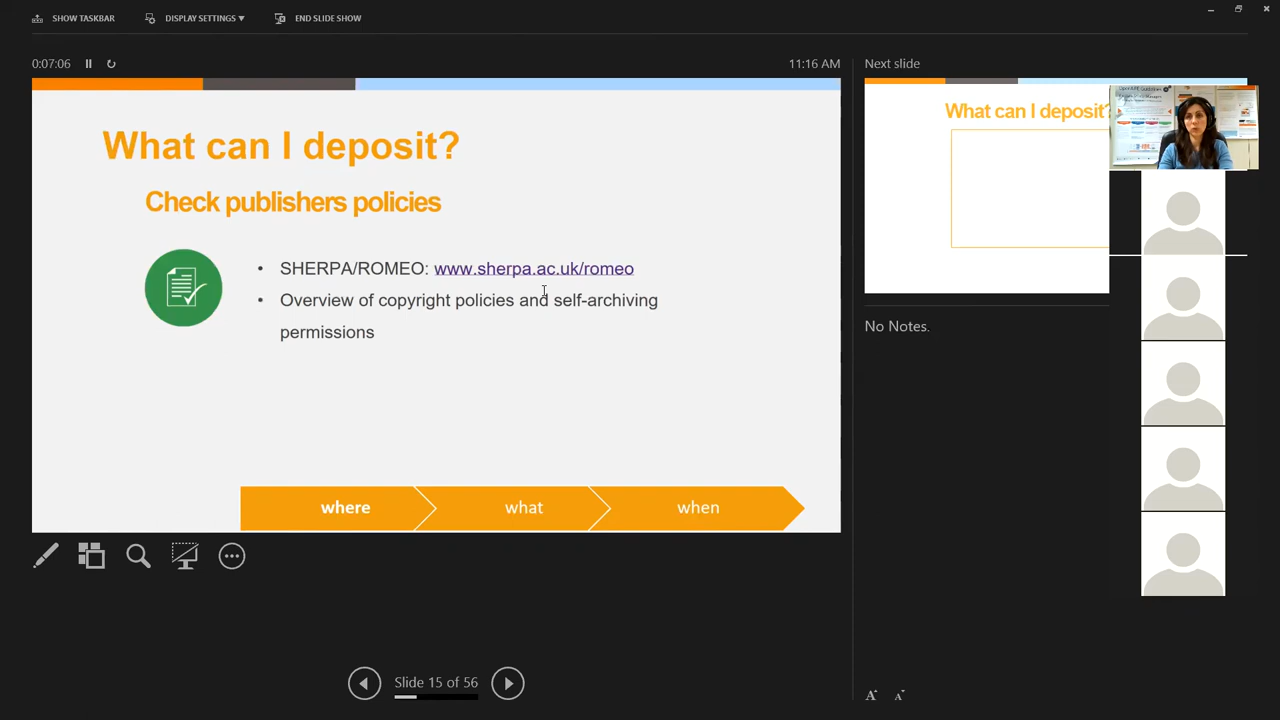 SHOW TASKBAR
DISPLAY SETTINGS ▼
END SLIDE SHOW
0:07:06
11:16 AM
What can I deposit?
Check publishers policies
• SHERPA/ROMEO: www.sherpa.ac.uk/romeo
• Overview of copyright policies and self-archiving
permissions
where
what
when
Slide 15 of 56
Next slide
What can I deposit?
No Notes.
A
A